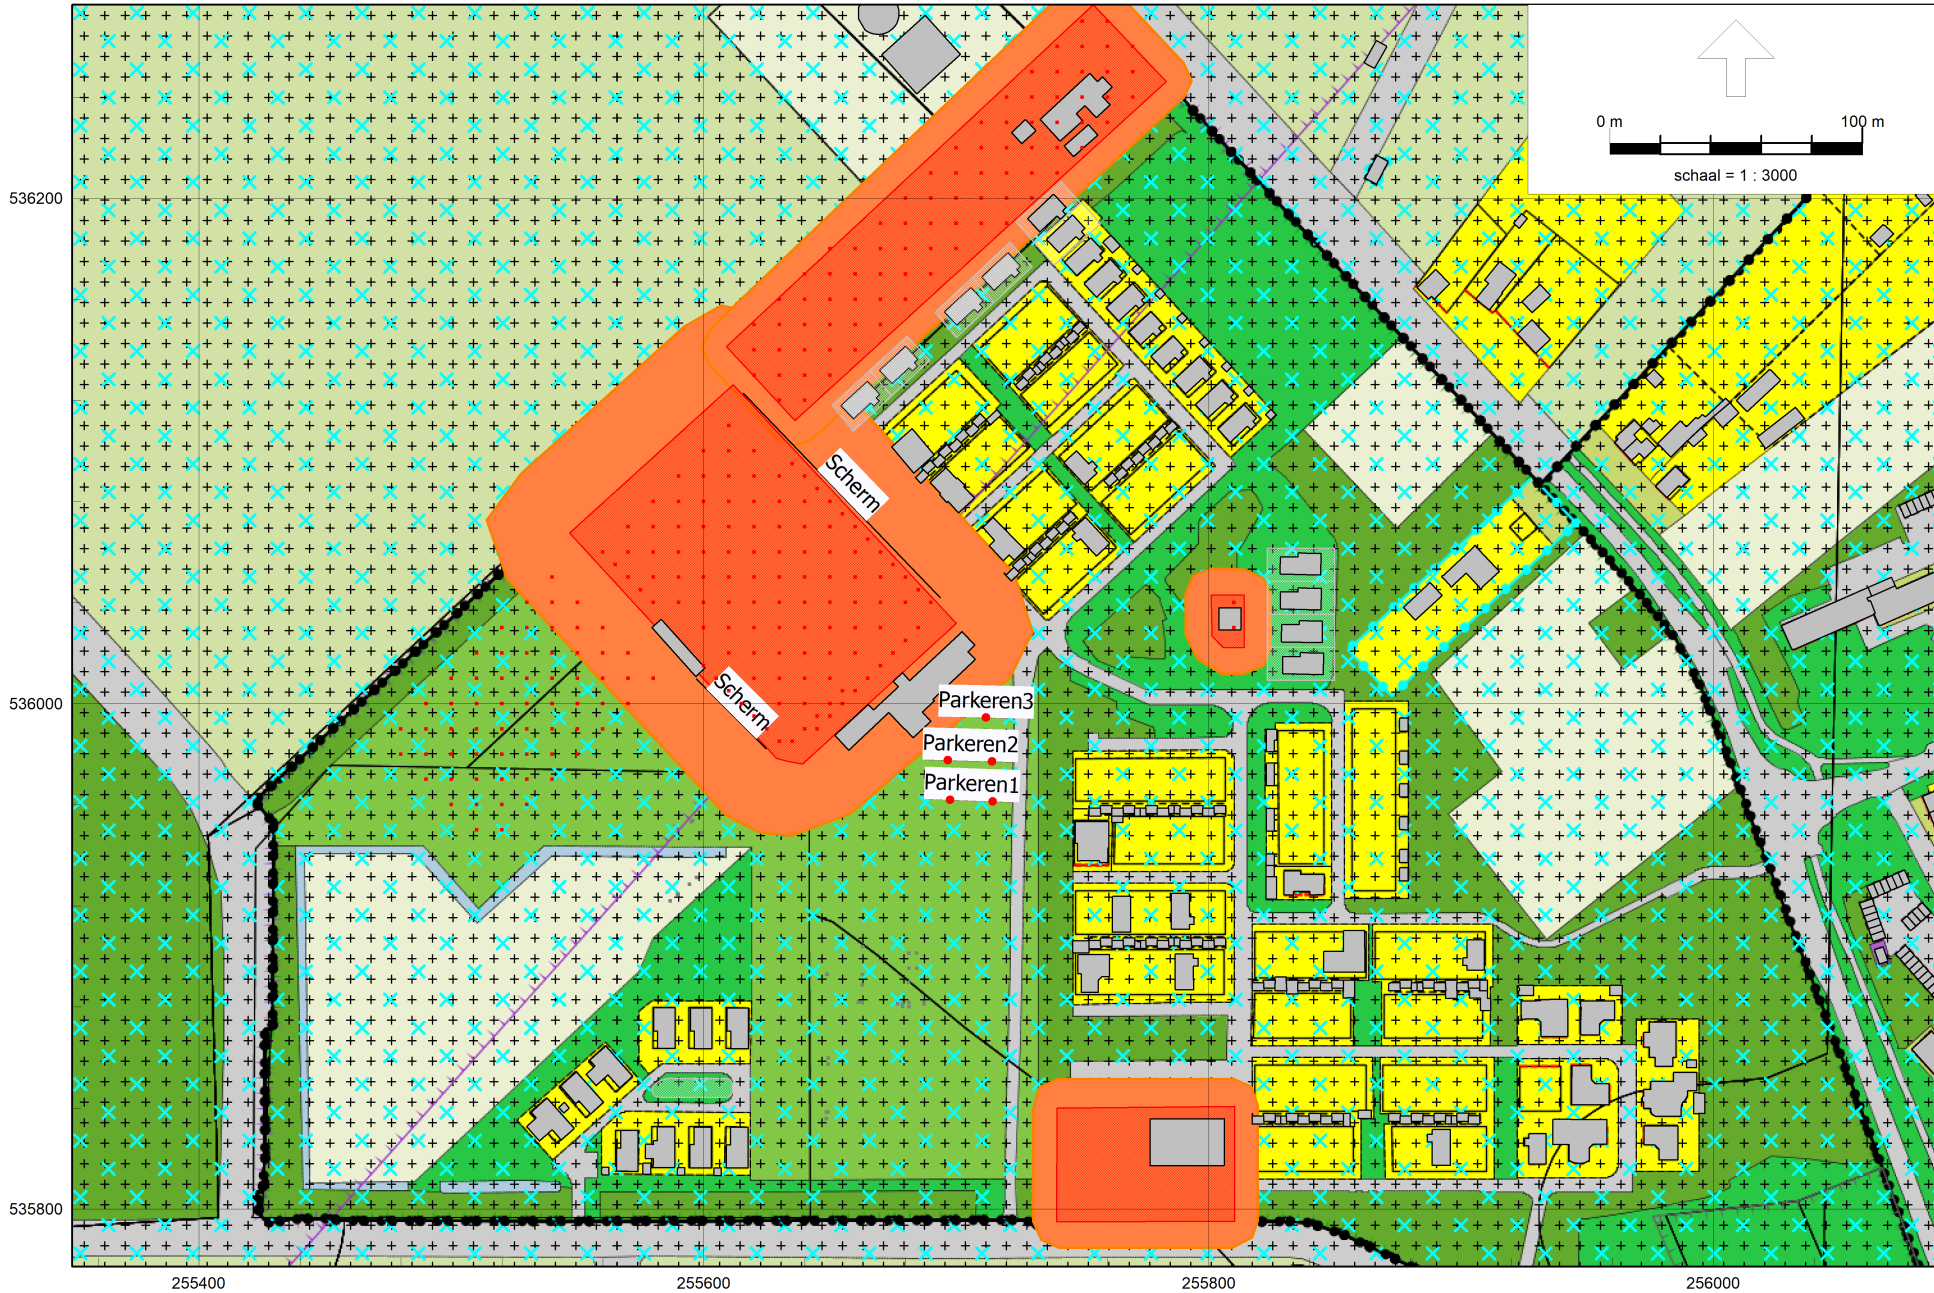 0 m
100 m
schaal = 1 : 3000
536200
Scherm
536000
Scherm
Parkeren3
Parkeren2
Parkeren1
535800
255400
255600
255800
256000